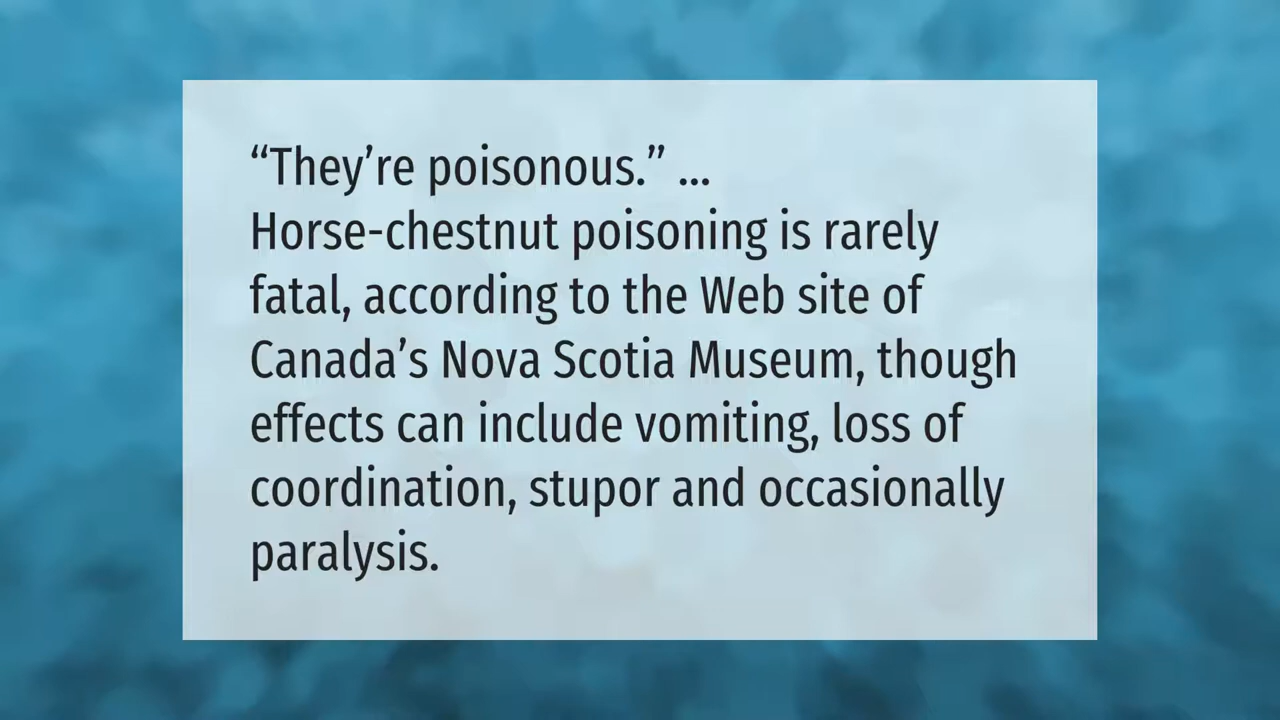 “They’re poisonous.” ...
Horse-chestnut poisoning is rarely
fatal, according to the Web site of
Canada’s Nova Scotia Museum, though
effects can include vomiting, loss of
coordination, stupor and occasionally
paralysis.